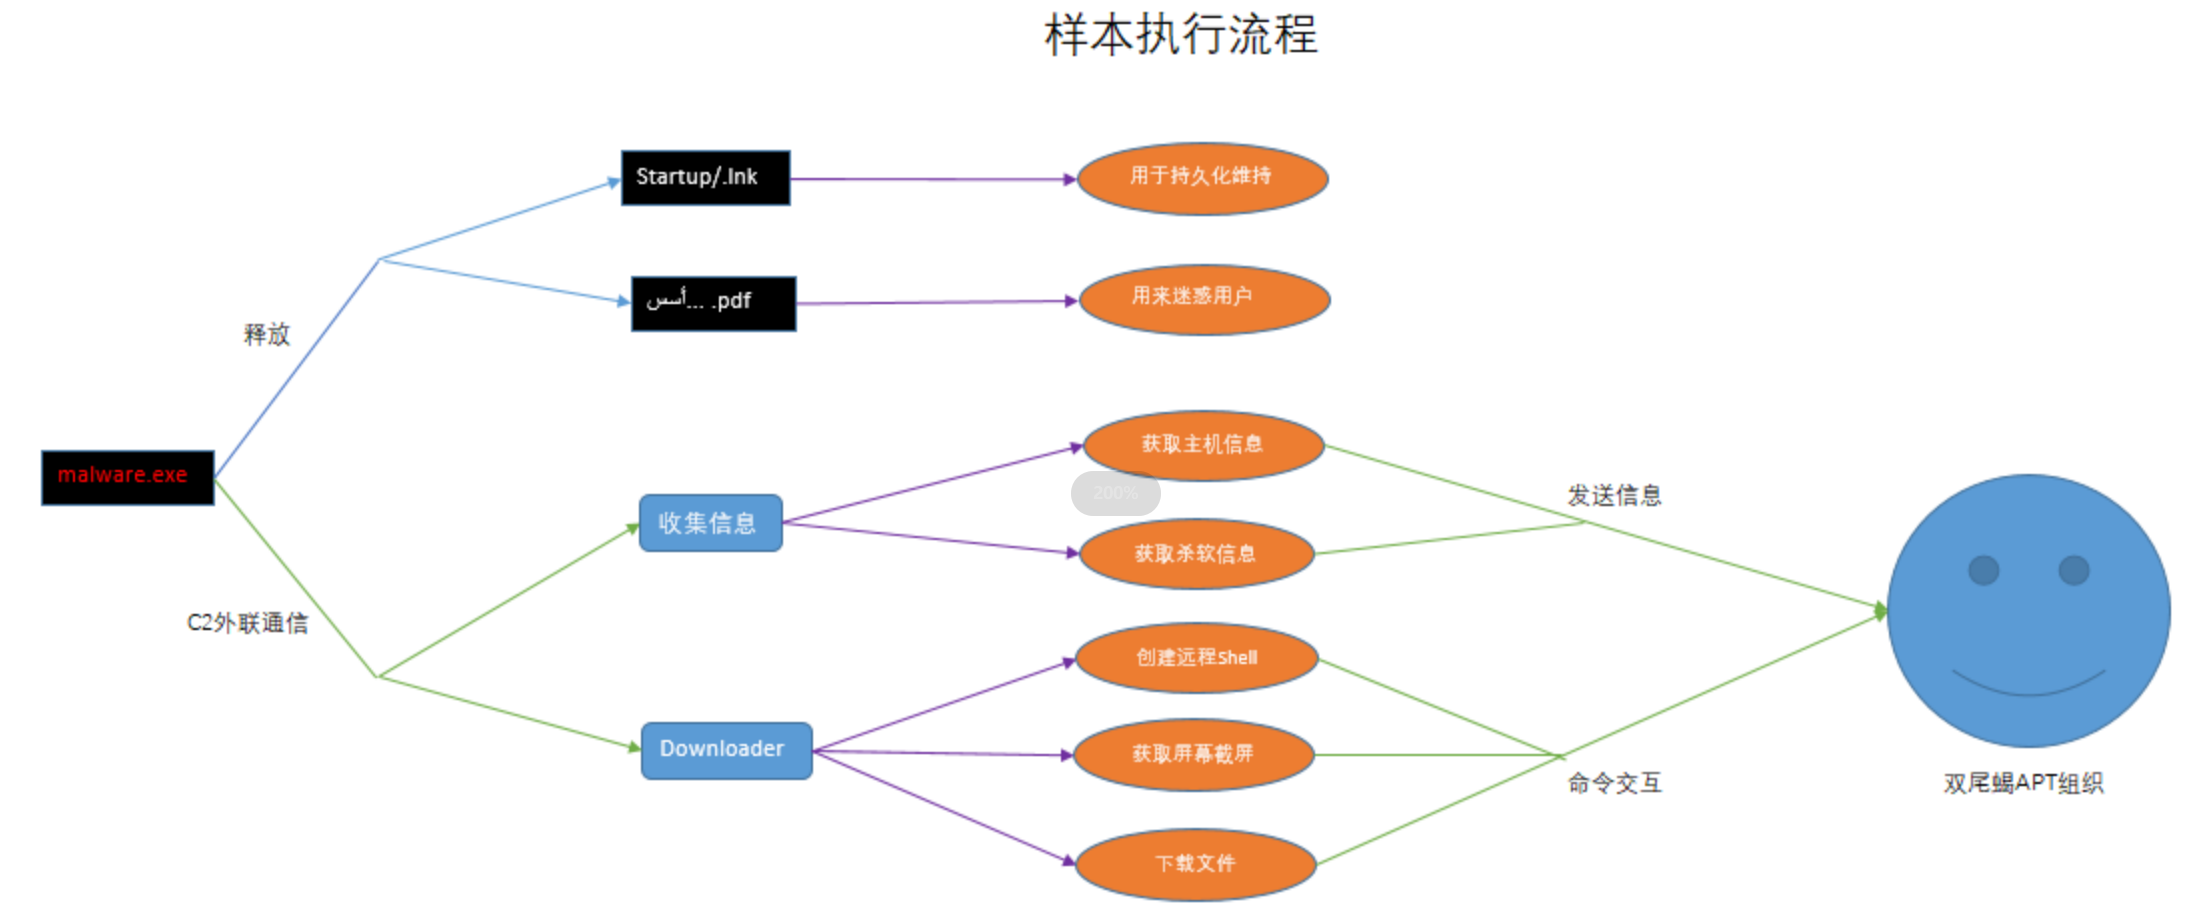 样本执行流程
Startup/.lnk
用于持久化维持
أسس... .pdf
用来迷惑用户
释放
malware.exe
获取主机信息
200%
发送信息
收集信息
获取杀软信息
C2外联通信
创建远程Shell
Downloader
获取屏幕截屏
命令交互
双尾蝎APT组织
下载文件